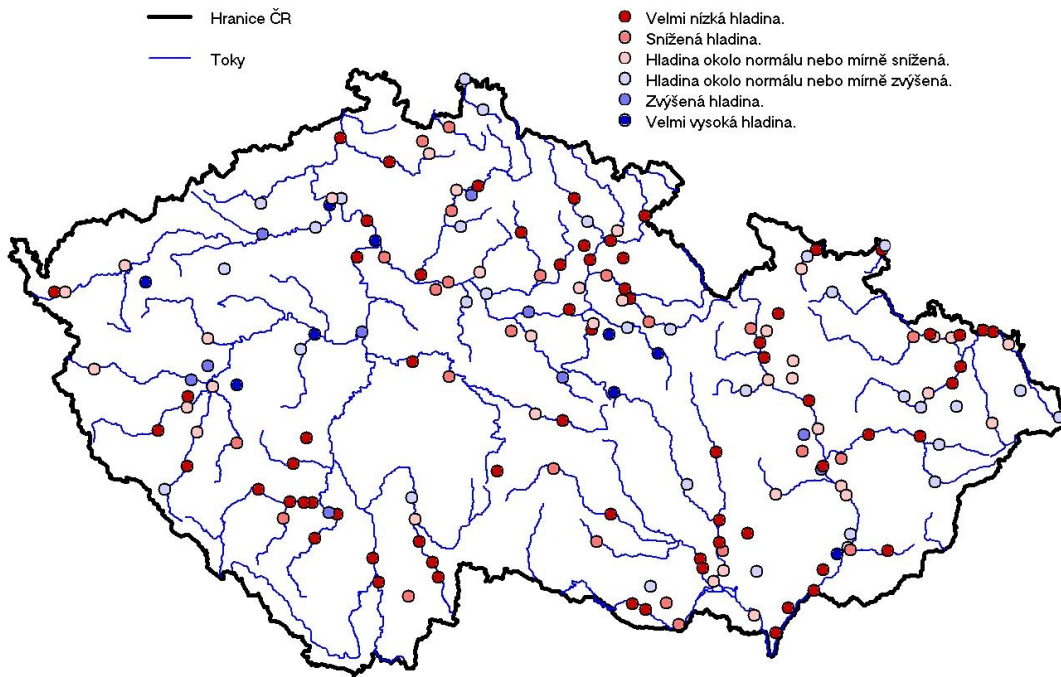 Hranice ČR
Toky
Velmi nízká hladina.
Snížená hladina.
Hladina okolo normálu nebo mírně snížená.
Hladina okolo normálu nebo mírně zvýšená.
Zvýšená hladina.
Velmi vysoká hladina.